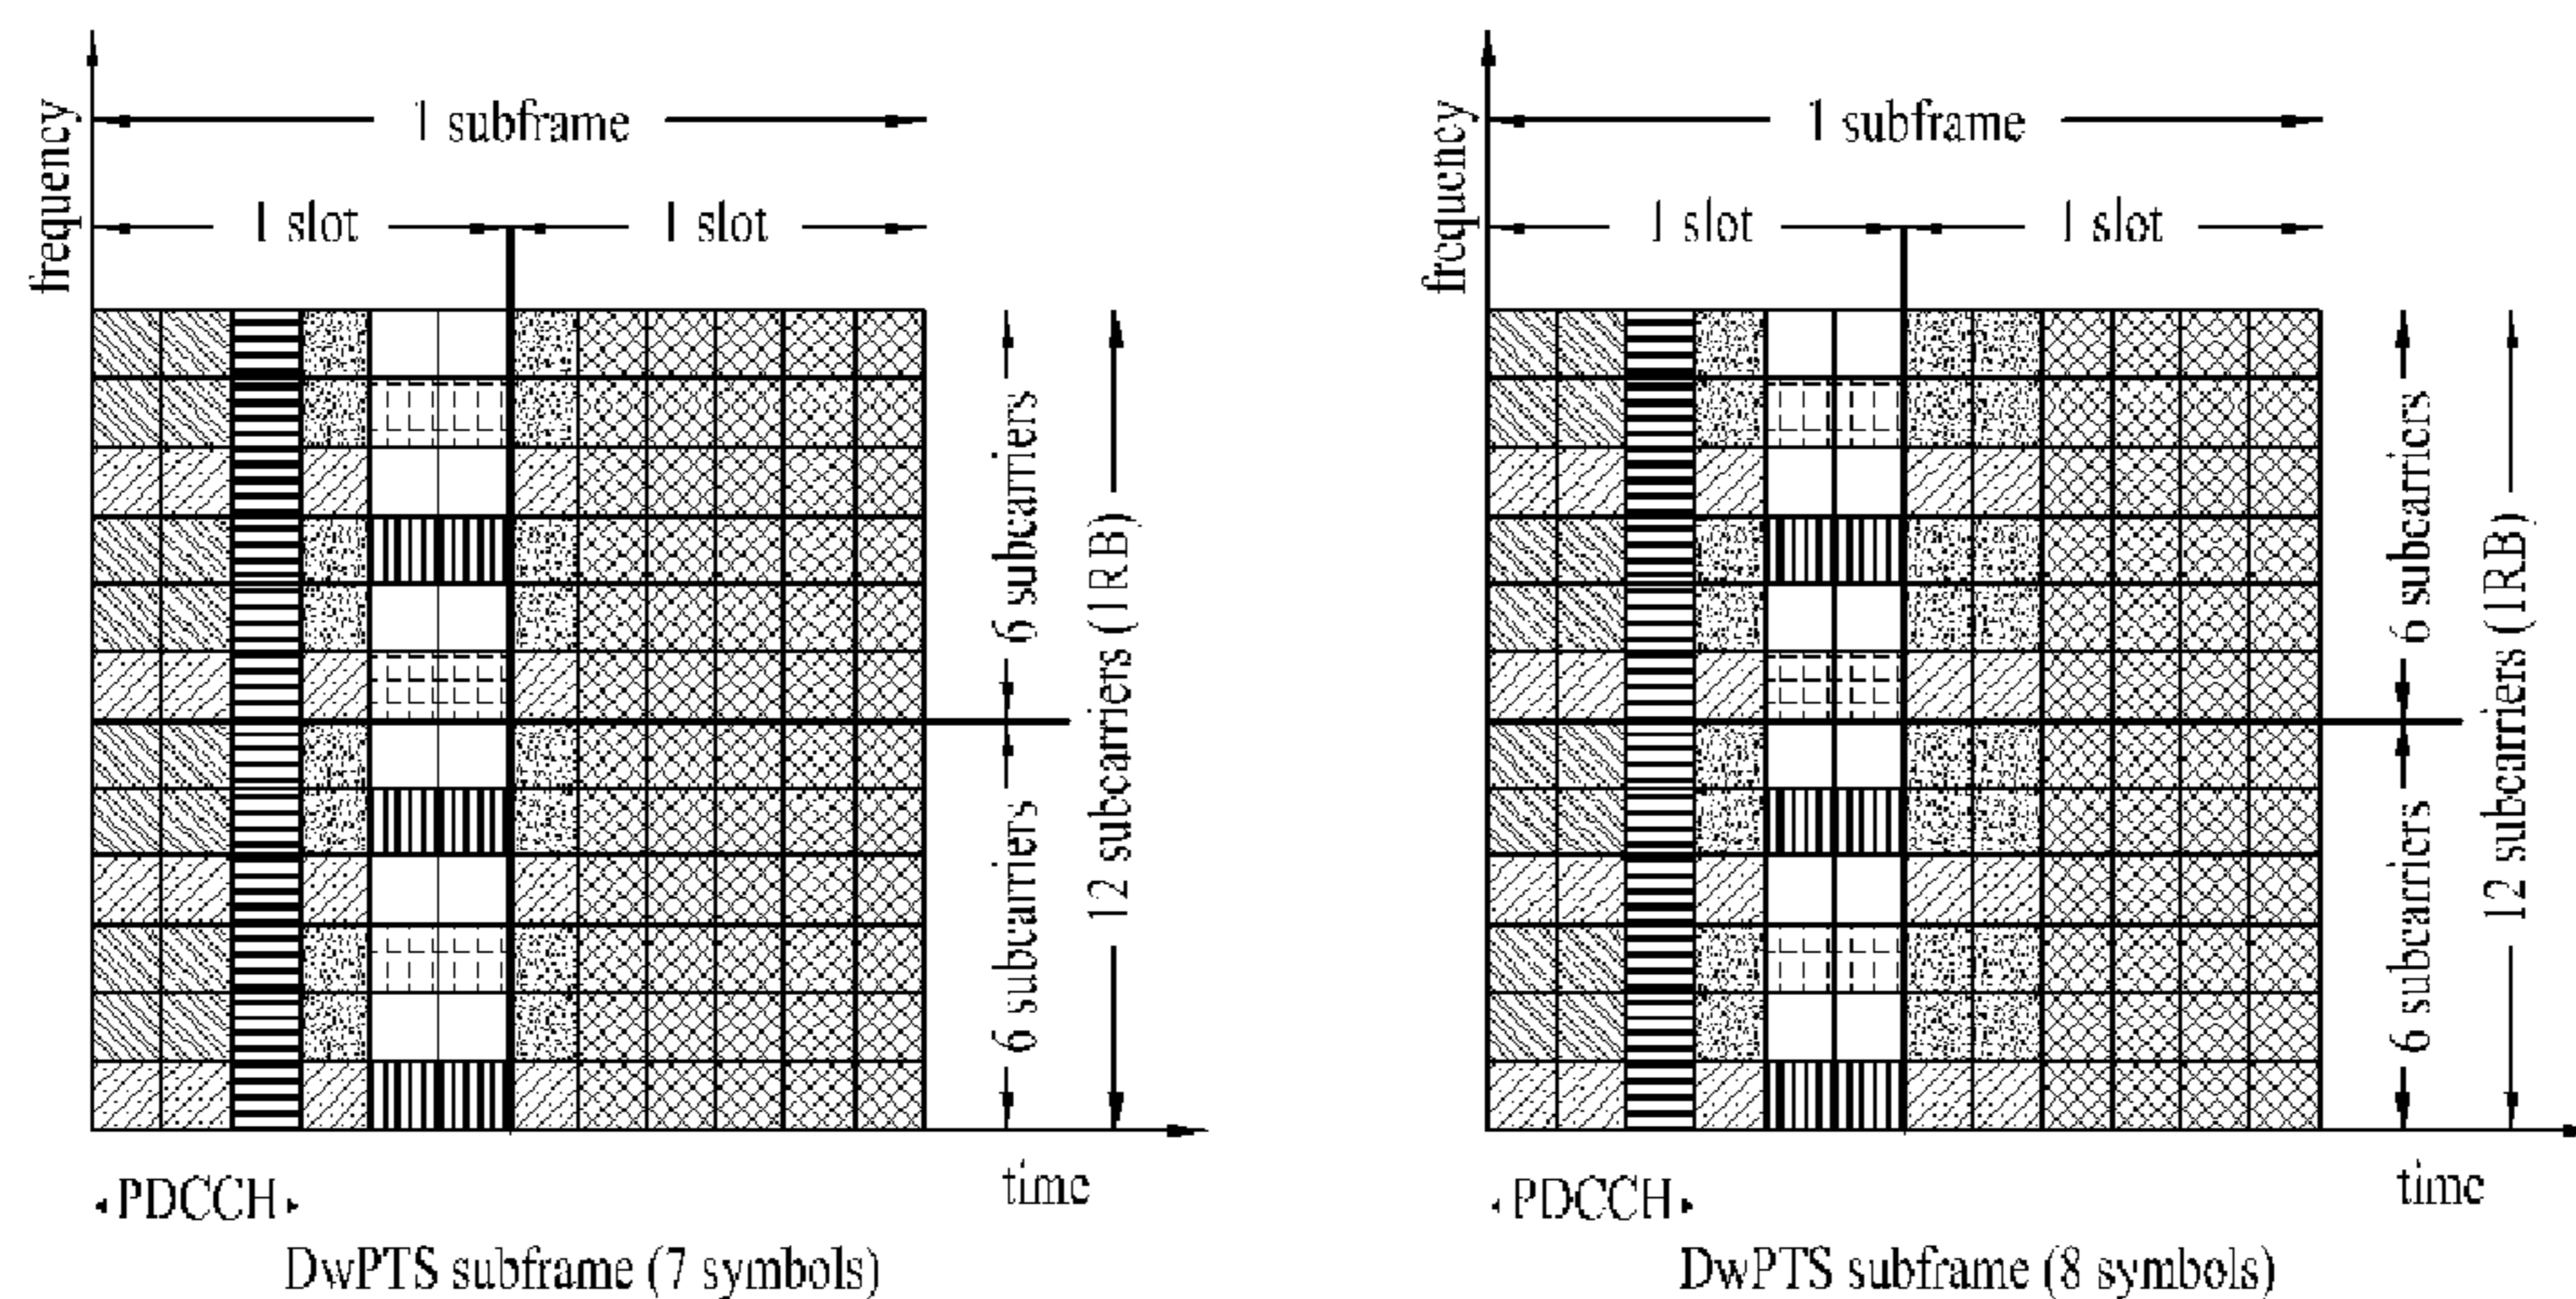 frequency
1 subframe
1 slot
1 slot
6 subcarriers
6 subcarriers
12 subcarriers (1RB)
PDCCH
time
DwPTS subframe (7 symbols)
frequency
1 subframe
1 slot
1 slot
6 subcarriers
6 subcarriers
12 subcarriers (1RB)
PDCCH
time
DwPTS subframe (8 symbols)